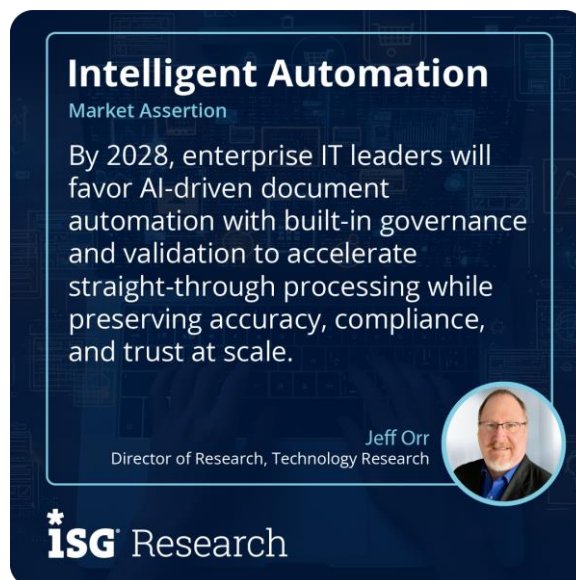 Intelligent Automation
Market Assertion
By 2028, enterprise IT leaders will
favor AI-driven document
automation with built-in governance
and validation to accelerate
straight-through processing while
preserving accuracy, compliance,
and trust at scale.
Jeff Orr
Director of Research, Technology Research
*ISG Research